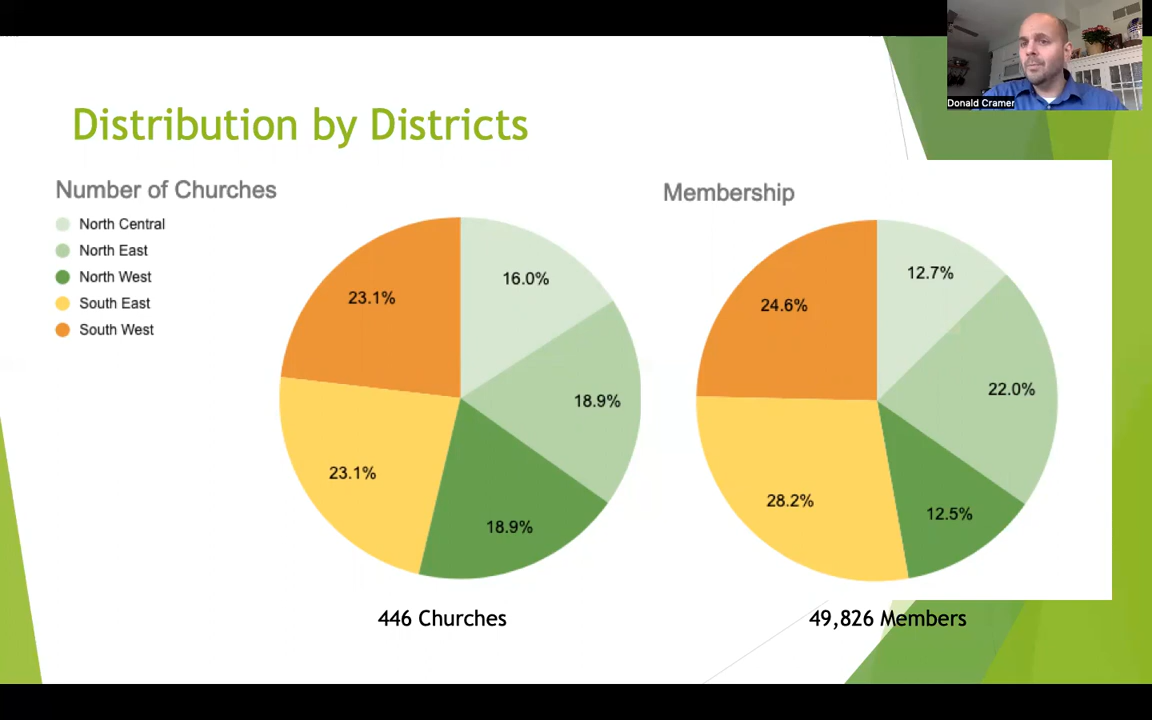 Donald Cramer
Distribution by Districts
Number of Churches
North Central
North East
North West
South East
South West
16.0%
18.9%
18.9%
23.1%
23.1%
446 Churches
Membership
12.7%
22.0%
12.5%
28.2%
24.6%
49,826 Members